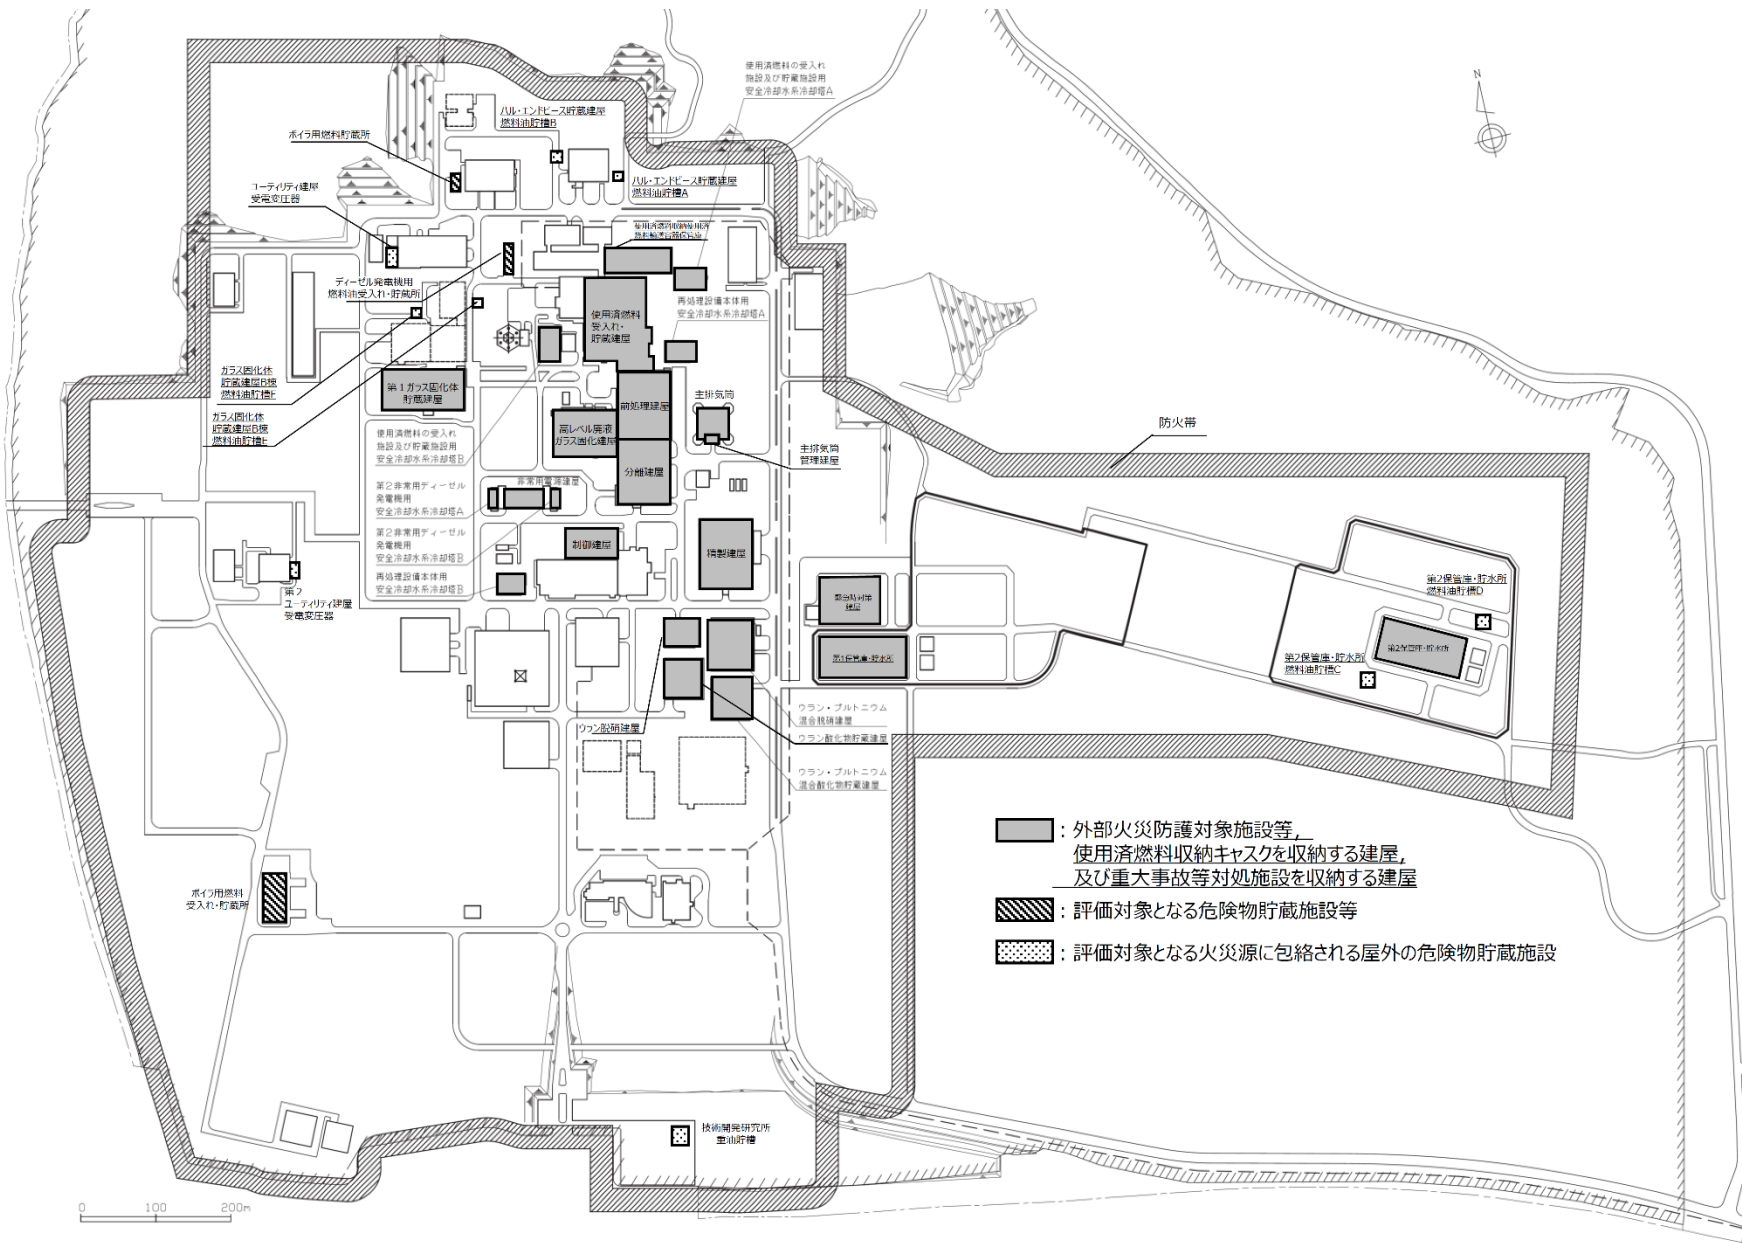 使用済燃料の受入れ
施設及び貯蔵施設用
安全冷却水系冷却塔A
N
ハル・エンドピース貯蔵建屋
燃料油貯槽B
ボイラ用燃料貯蔵所
ハル・エンドピース貯蔵建屋
燃料油貯槽A
ユーティリティ建屋
受電変圧器
ディーゼル発電機用
燃料油受入れ・貯蔵所
再処理設備本体用
安全冷却水系冷却塔A
使用済燃料
受入れ・
貯蔵建屋
ガラス固化体
貯蔵建屋B棟
燃料油貯槽F
第1ガラス固化体
貯蔵建屋
前処理建屋
主排気筒
ガラス固化体
貯蔵建屋B棟
燃料油貯槽E
高レベル廃液
ガラス固化建屋
防火帯
使用済燃料の受入れ
施設及び貯蔵施設用
安全冷却水系冷却塔B
主排気筒
管理建屋
分離建屋
第2非常用ディーゼル
発電機用
安全冷却水系冷却塔A
非常用電源建屋
第2非常用ディーゼル
発電機用
安全冷却水系冷却塔B
制御建屋
精製建屋
再処理設備本体用
安全冷却水系冷却塔B
第2
ユーティリティ建屋
受電変圧器
緊急時対策
建屋
第1保管庫・貯水所
第2保管庫・貯水所
燃料油貯槽D
第2保管庫・貯水所
第2保管庫・貯水所
燃料油貯槽C
ウラン・プルトニウム
混合脱硝建屋
ウラン脱硝建屋
ウラン酸化物貯蔵建屋
ウラン・プルトニウム
混合酸化物貯蔵建屋
：外部火災防護対象施設等,
使用済燃料収納キャスクを収納する建屋,
及び重大事故等対処施設を収納する建屋
：評価対象となる危険物貯蔵施設等
：評価対象となる火災源に包絡される屋外の危険物貯蔵施設
ボイラ用燃料
受入れ・貯蔵所
技術開発研究所
重油貯槽
0 100 200m